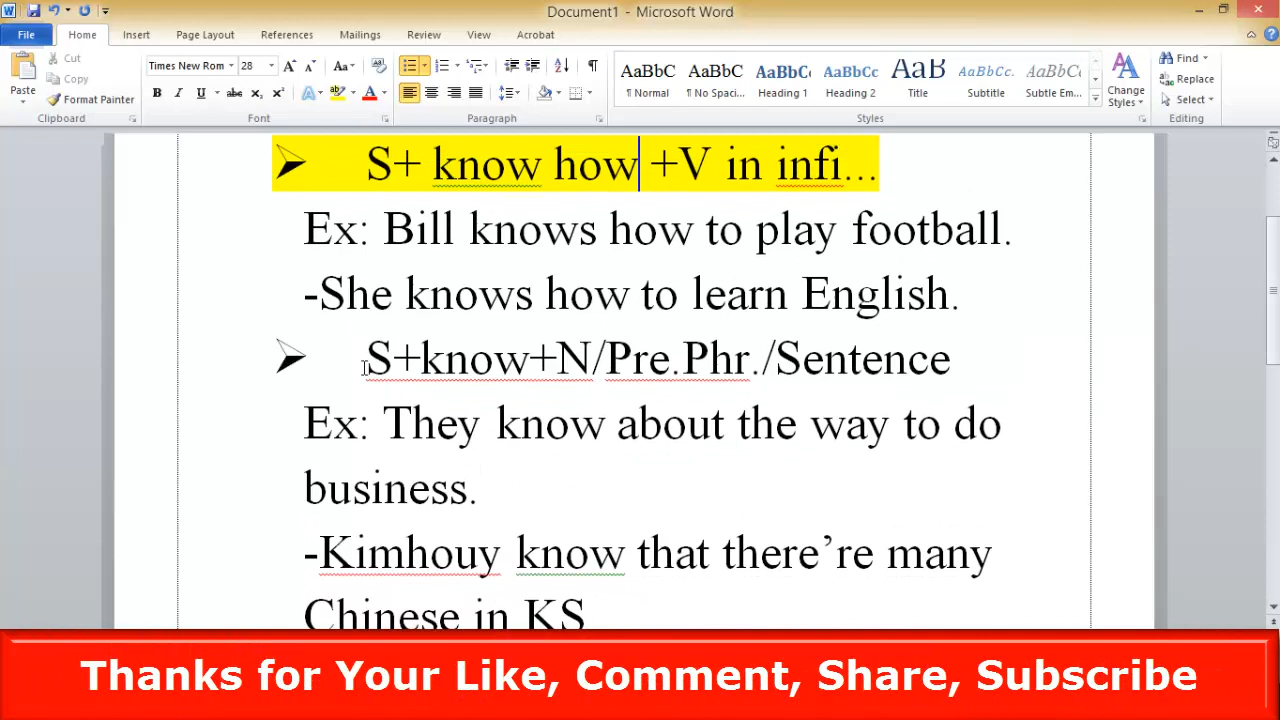 Document1 - Microsoft Word
File Home Insert Page Layout References Mailings Review View Acrobat
Paste
Cut
Copy
Format Painter
Clipboard
Times New Rom 28
Font
Paragraph
AaBbC AaBbC AaBbCc AaBbCc AaB AaBbCc AaBbCc
¶ Normal ¶ No Spad... Heading 1 Heading 2 Title Subtitle Subtle Em...
Change Styles
Styles
Find
Replace
Select
Editing
S+ know how +V in infi...
Ex: Bill knows how to play football.
-She knows how to learn English.
S+know+N/Pre.Phr./Sentence
Ex: They know about the way to do
business.
-Kimhouy know that there’re many
Chinese in KS
Thanks for Your Like, Comment, Share, Subscribe